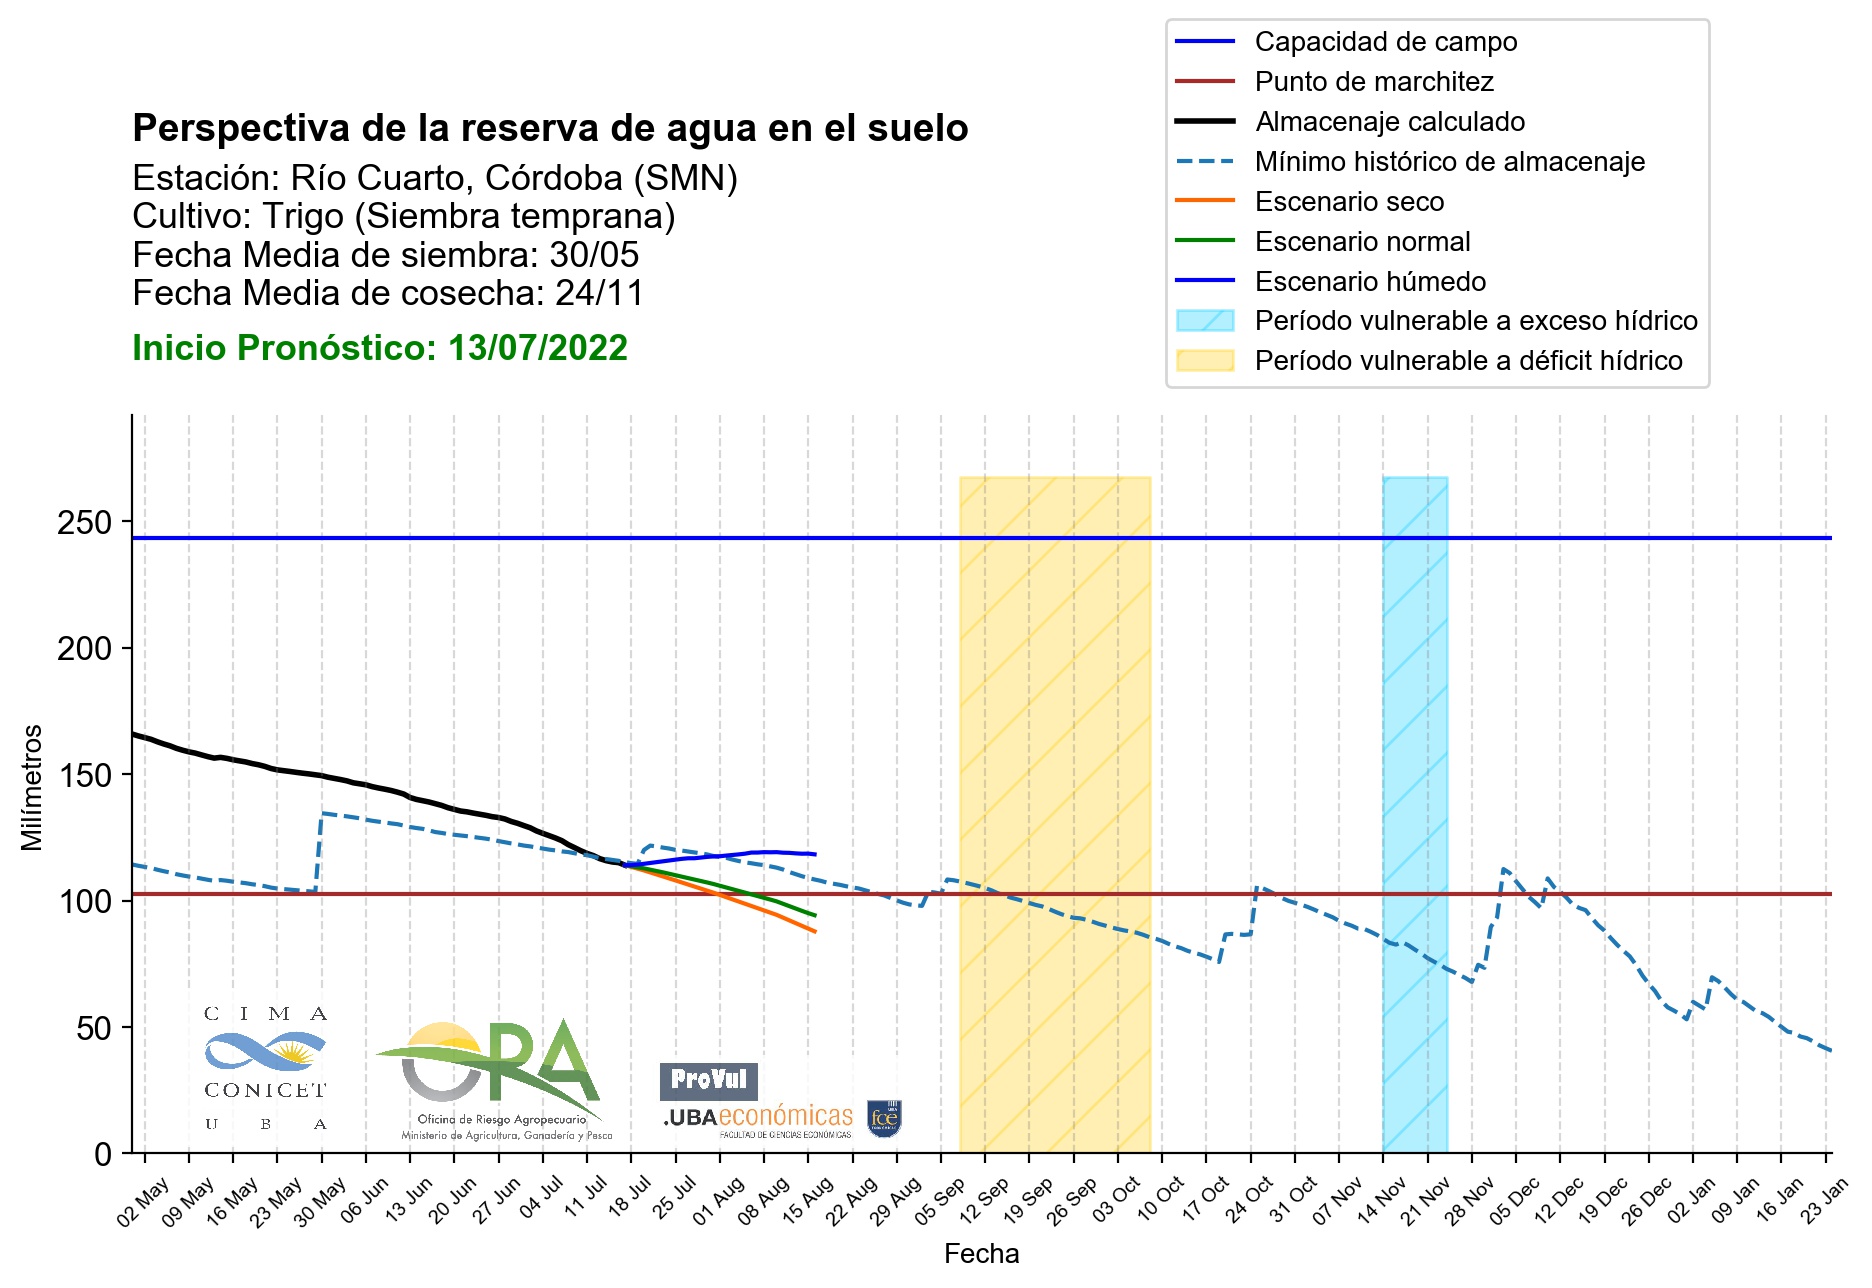 Capacidad de campo
Punto de marchitez
Almacenaje calculado
Mínimo histórico de almacenaje
Escenario seco
Escenario normal
Escenario húmedo
Período vulnerable a exceso hídrico
Período vulnerable a déficit hídrico
Perspectiva de la reserva de agua en el suelo
Estación: Río Cuarto, Córdoba (SMN)
Cultivo: Trigo (Siembra temprana)
Fecha Media de siembra: 30/05
Fecha Media de cosecha: 24/11
Inicio Pronóstico: 13/07/2022
Milímetros
250
200
150
100
50
0
C I M A
CONICET
U B A
ORA
Oficina de Riesgo Agropecuario
Ministerio de Agricultura, Ganadería y Pesca
ProVul
.UBAeconómicas
FACULTAD DE CIENCIAS ECONÓMICAS
fce
02 May
09 May
16 May
23 May
30 May
06 Jun
13 Jun
20 Jun
27 Jun
04 Jul
11 Jul
18 Jul
25 Jul
01 Aug
08 Aug
15 Aug
22 Aug
29 Aug
05 Sep
12 Sep
19 Sep
26 Sep
03 Oct
10 Oct
17 Oct
24 Oct
31 Oct
07 Nov
14 Nov
21 Nov
28 Nov
05 Dec
12 Dec
19 Dec
26 Dec
02 Jan
09 Jan
16 Jan
23 Jan
Fecha